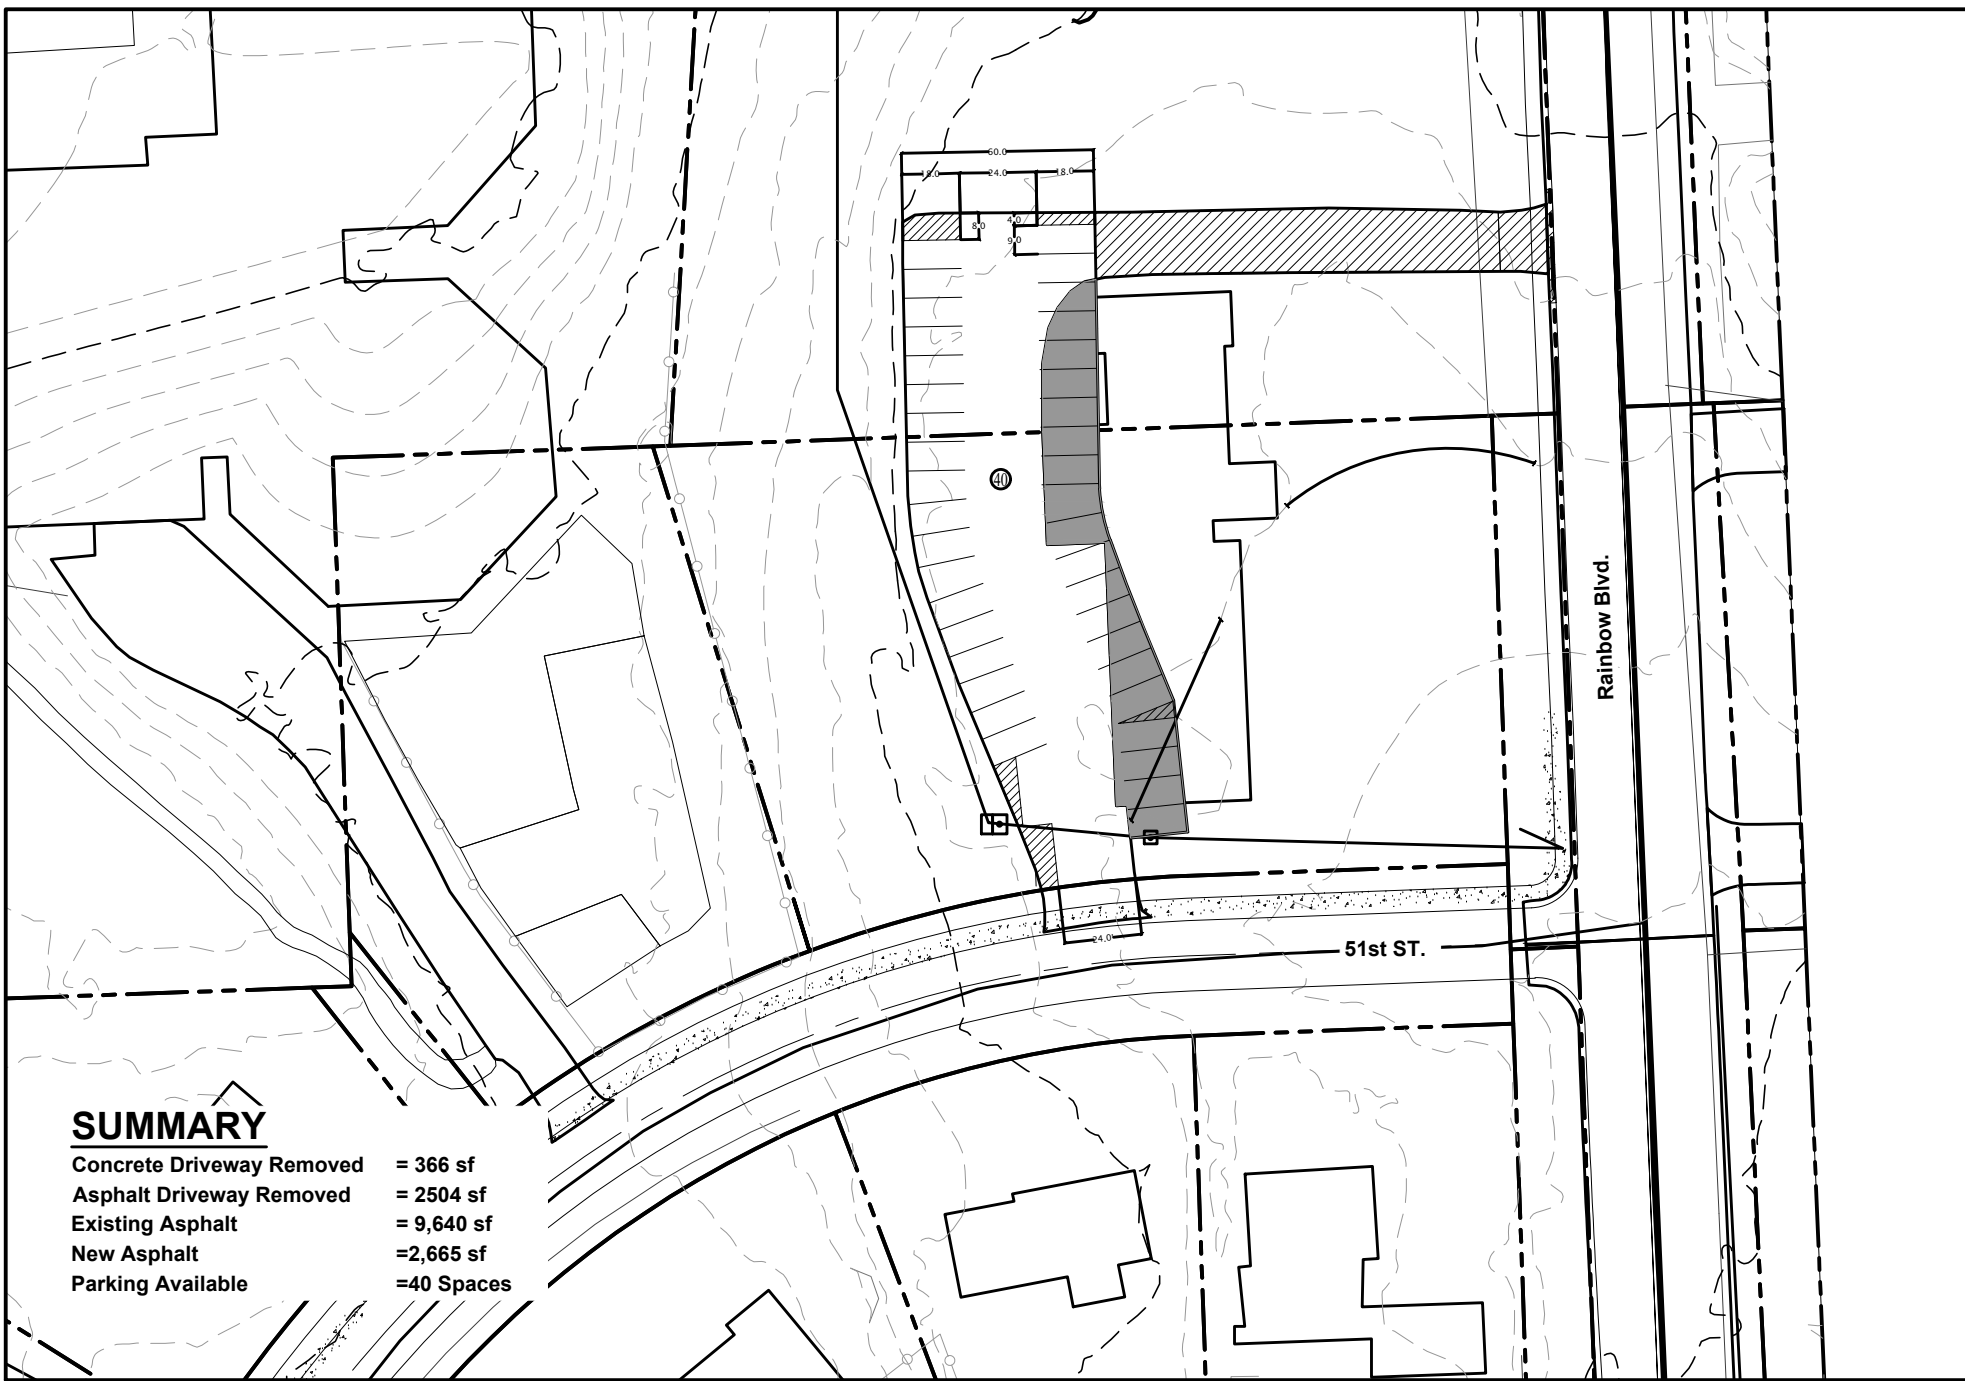 60.0
18.0 24.0 18.0
8.0
4.0
9.0
40
Rainbow Blvd.
24.0
51st ST.
SUMMARY
Concrete Driveway Removed = 366 sf
Asphalt Driveway Removed = 2504 sf
Existing Asphalt = 9,640 sf
New Asphalt =2,665 sf
Parking Available =40 Spaces